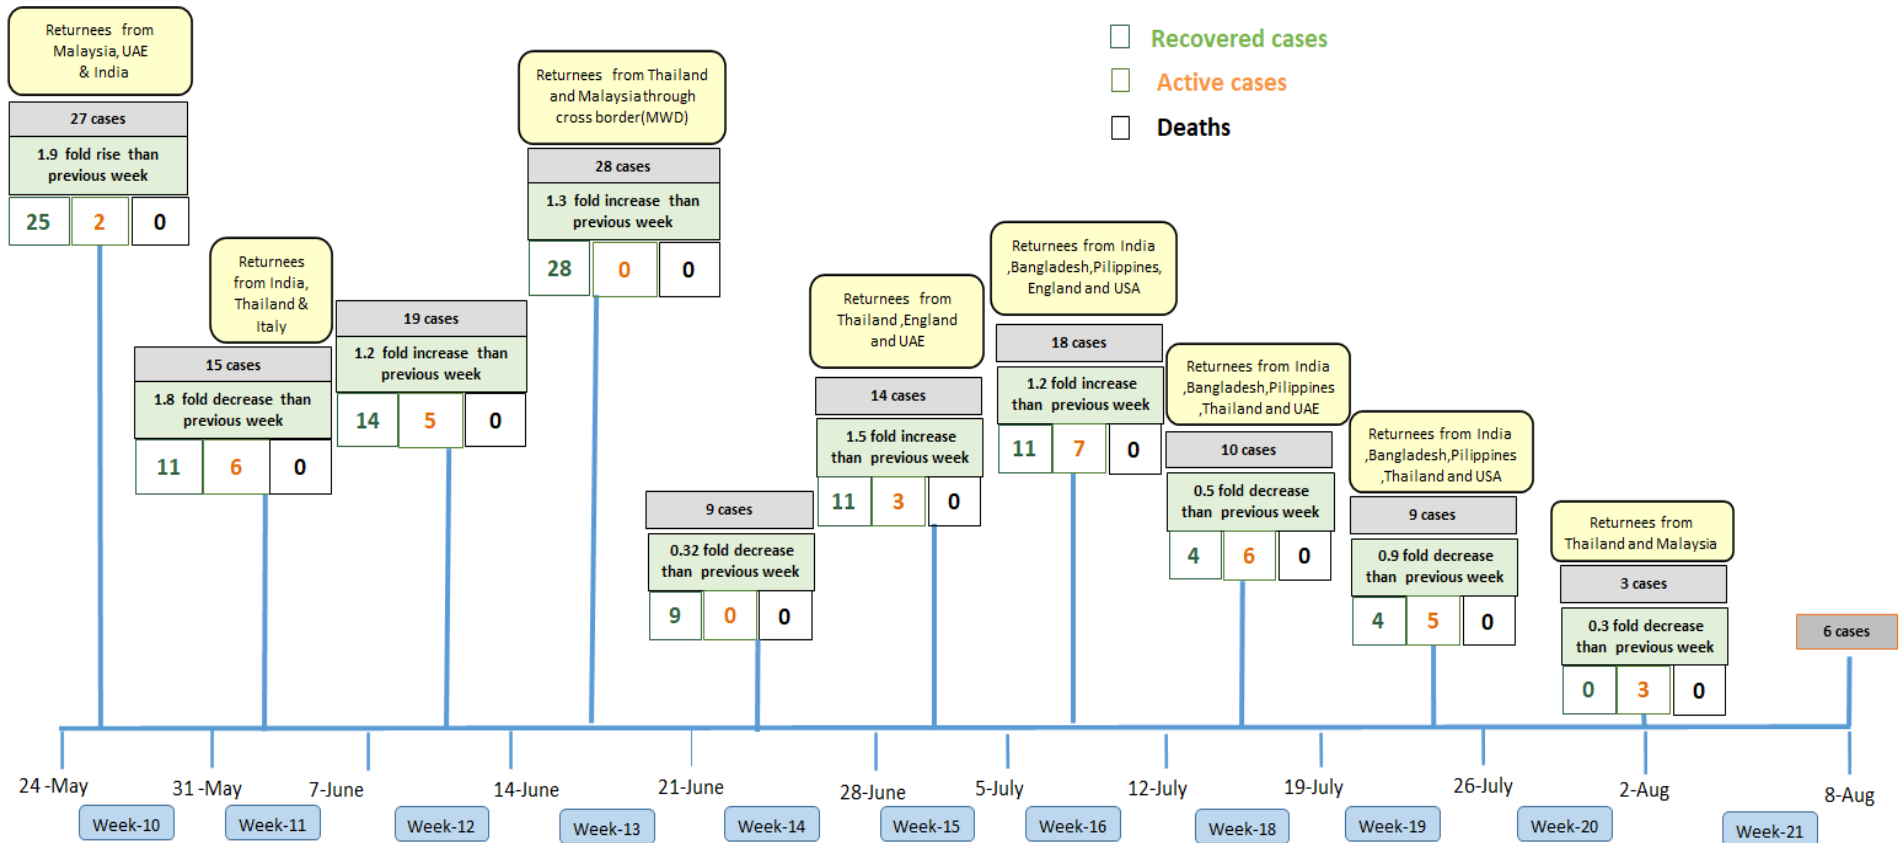 Recovered cases
Active cases
Deaths
Returnees from
Malaysia, UAE
& India
27 cases
1.9 fold rise than
previous week
25 2 0
Returnees
from India,
Thailand &
Italy
15 cases
1.8 fold decrease than
previous week
11 6 0
19 cases
1.2 fold increase than
previous week
14 5 0
Returnees from Thailand
and Malaysiathrough
cross border(MWD)
28 cases
1.3 fold increase than
previous week
28 0 0
9 cases
0.32 fold decrease
than previous week
9 0 0
Returnees from
Thailand ,England
and UAE
14 cases
1.5 fold increase
than previous week
11 3 0
Returnees from India
,Bangladesh,Pilippines,
England and USA
18 cases
1.2 fold increase
than previous week
11 7 0
Returnees from India
,Bangladesh,Pilippines
,Thailand and UAE
10 cases
0.5 fold decrease
than previous week
4 6 0
Returnees from India
,Bangladesh,Pilippines
,Thailand and USA
9 cases
0.9 fold decrease
than previous week
4 5 0
Returnees from
Thailand and Malaysia
3 cases
0.3 fold decrease
than previous week
0 3 0
6 cases
24 -May 31 -May 7-June 14-June 21-June 28-June 5-July 12-July 19-July 26-July 2-Aug 8-Aug
Week-10 Week-11 Week-12 Week-13 Week-14 Week-15 Week-16 Week-18 Week-19 Week-20 Week-21